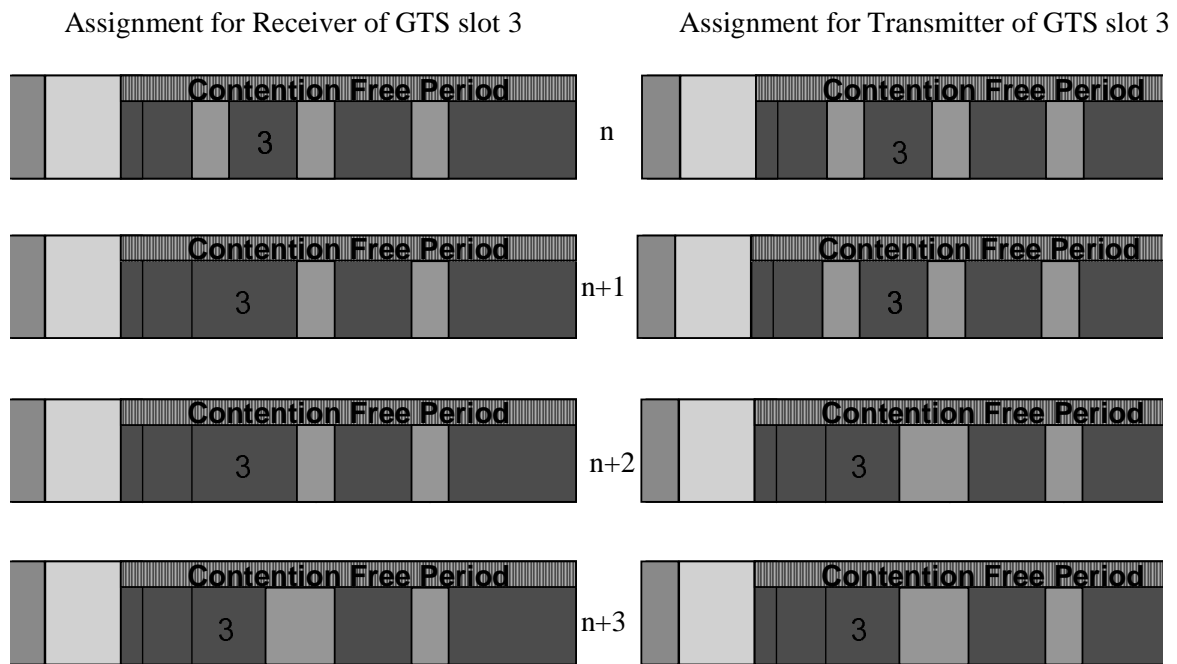 Assignment for Receiver of GTS slot 3
Assignment for Transmitter of GTS slot 3
Contention Free Period
3
n
Contention Free Period
3
Contention Free Period
3
n+1
Contention Free Period
3
Contention Free Period
3
n+2
Contention Free Period
3
Contention Free Period
3
n+3
Contention Free Period
3